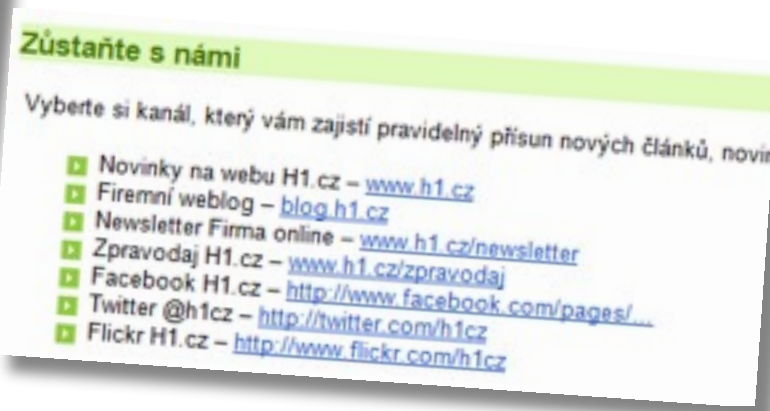 Zůstaňte s námi
Vyberte si kanál, který vám zajistí pravidelný přísun nových článků, novin
Novinky na webu H1.cz – www.h1.cz
Firemní weblog – blog.h1.cz
Newsletter Firma online – www.h1.cz/newsletter
Zpravodaj H1.cz – www.h1.cz/zpravodaj
Facebook H1.cz – http://www.facebook.com/pages/...
Twitter @h1cz – http://twitter.com/h1cz
Flickr H1.cz – http://www.flickr.com/h1cz